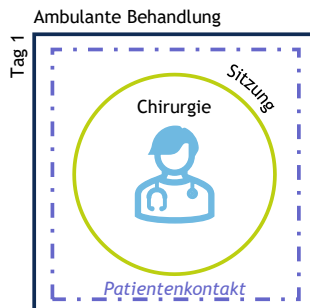 Ambulante Behandlung
Tag 1
Sitzung
Chirurgie
Patientenkontakt